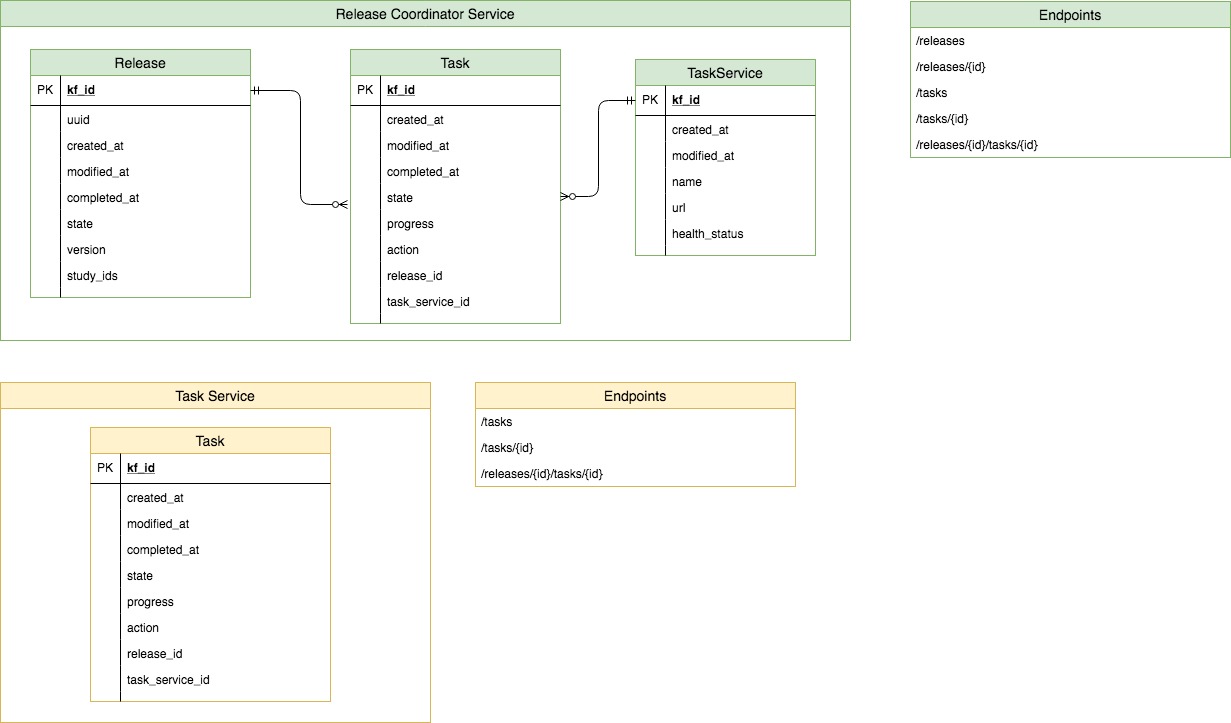 Release Coordinator Service
Release
PK kf_id
uuid
created_at
modified_at
completed_at
state
version
study_ids
Task
PK kf_id
created_at
modified_at
completed_at
state
progress
action
release_id
task_service_id
TaskService
PK kf_id
created_at
modified_at
name
url
health_status
Endpoints
/releases
/releases/{id}
/tasks
/tasks/{id}
/releases/{id}/tasks/{id}
Task Service
Task
PK kf_id
created_at
modified_at
completed_at
state
progress
action
release_id
task_service_id
Endpoints
/tasks
/tasks/{id}
/releases/{id}/tasks/{id}